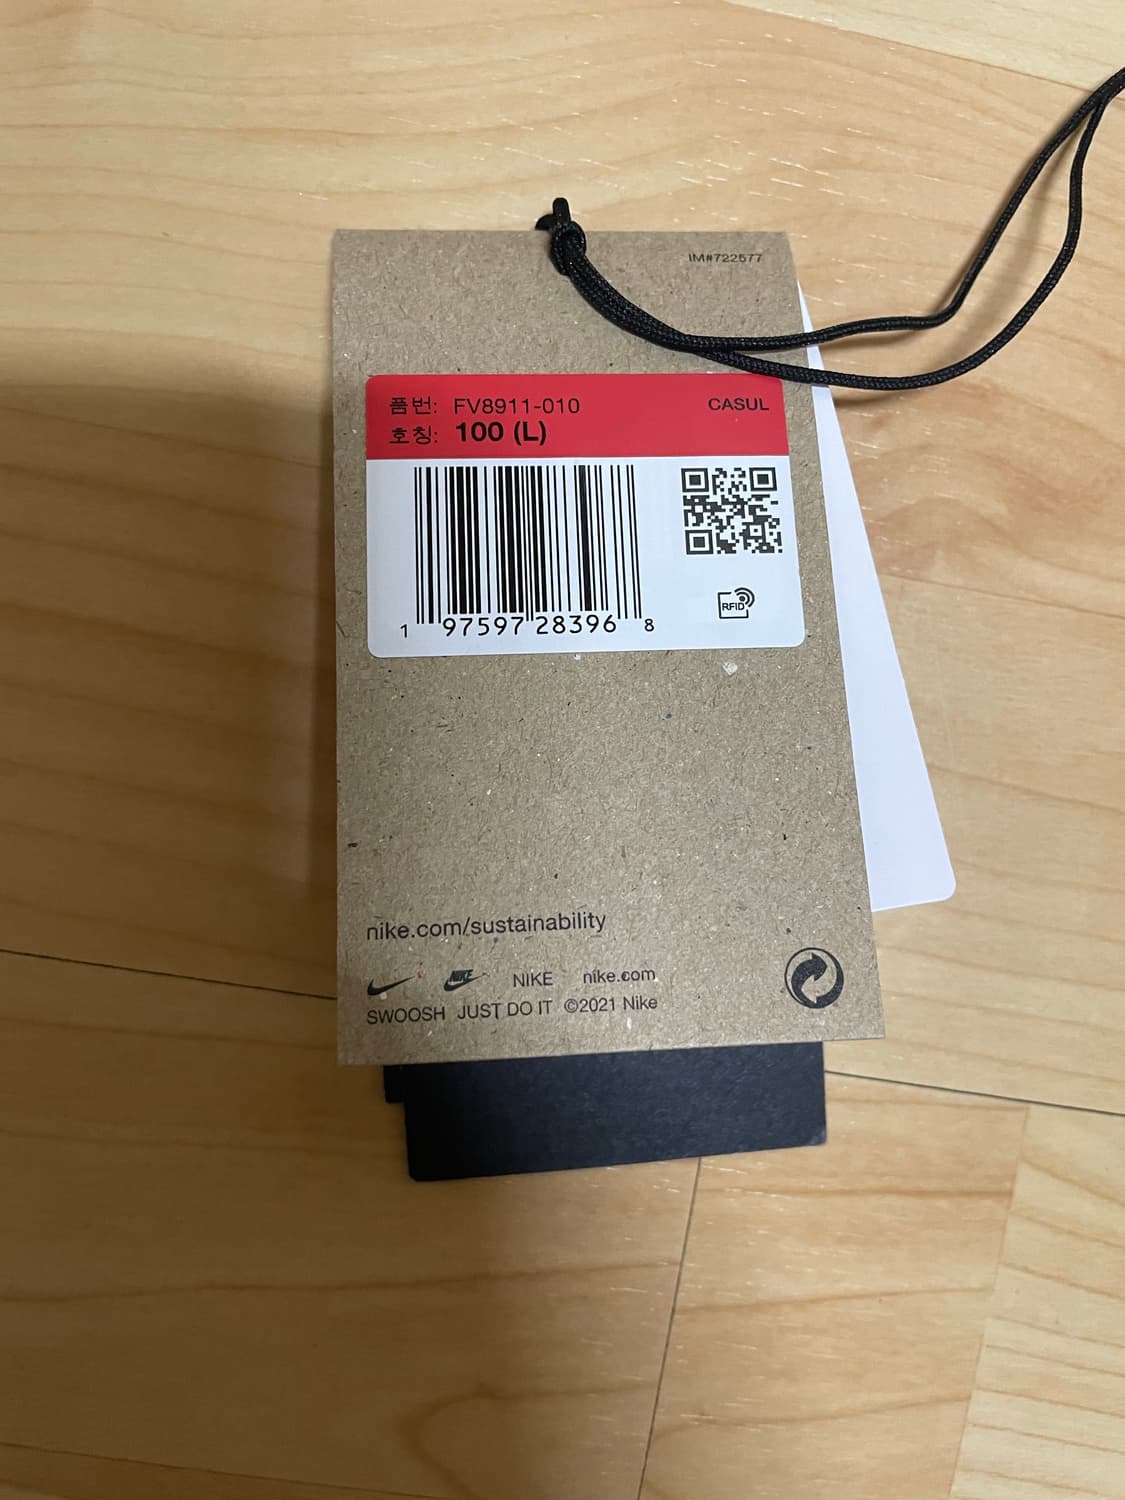 IM#722577
품번: FV8911-010 CASUL
호칭: 100 (L)
RFID
1 97597 28396 8
nike.com/sustainability
NIKE NIKE nike.com
SWOOSH JUST DO IT ©2021 Nike